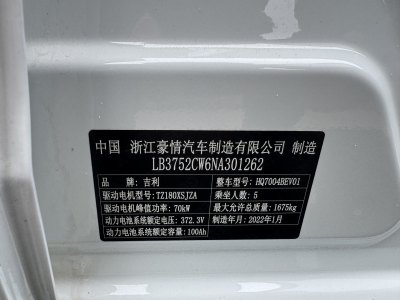 中国 浙江豪情汽车制造有限公司 制造
LB3752CW6NA301262
品 牌：吉利 整车型号：HQ7004BEV01
驱动电机型号：TZ180XSJZA 乘坐人数：5
驱动电机峰值功率：70kW 最大允许总质量：1675kg
动力电池系统额定电压：372.3V 制造年月：2022年1月
动力电池系统额定容量：100Ah